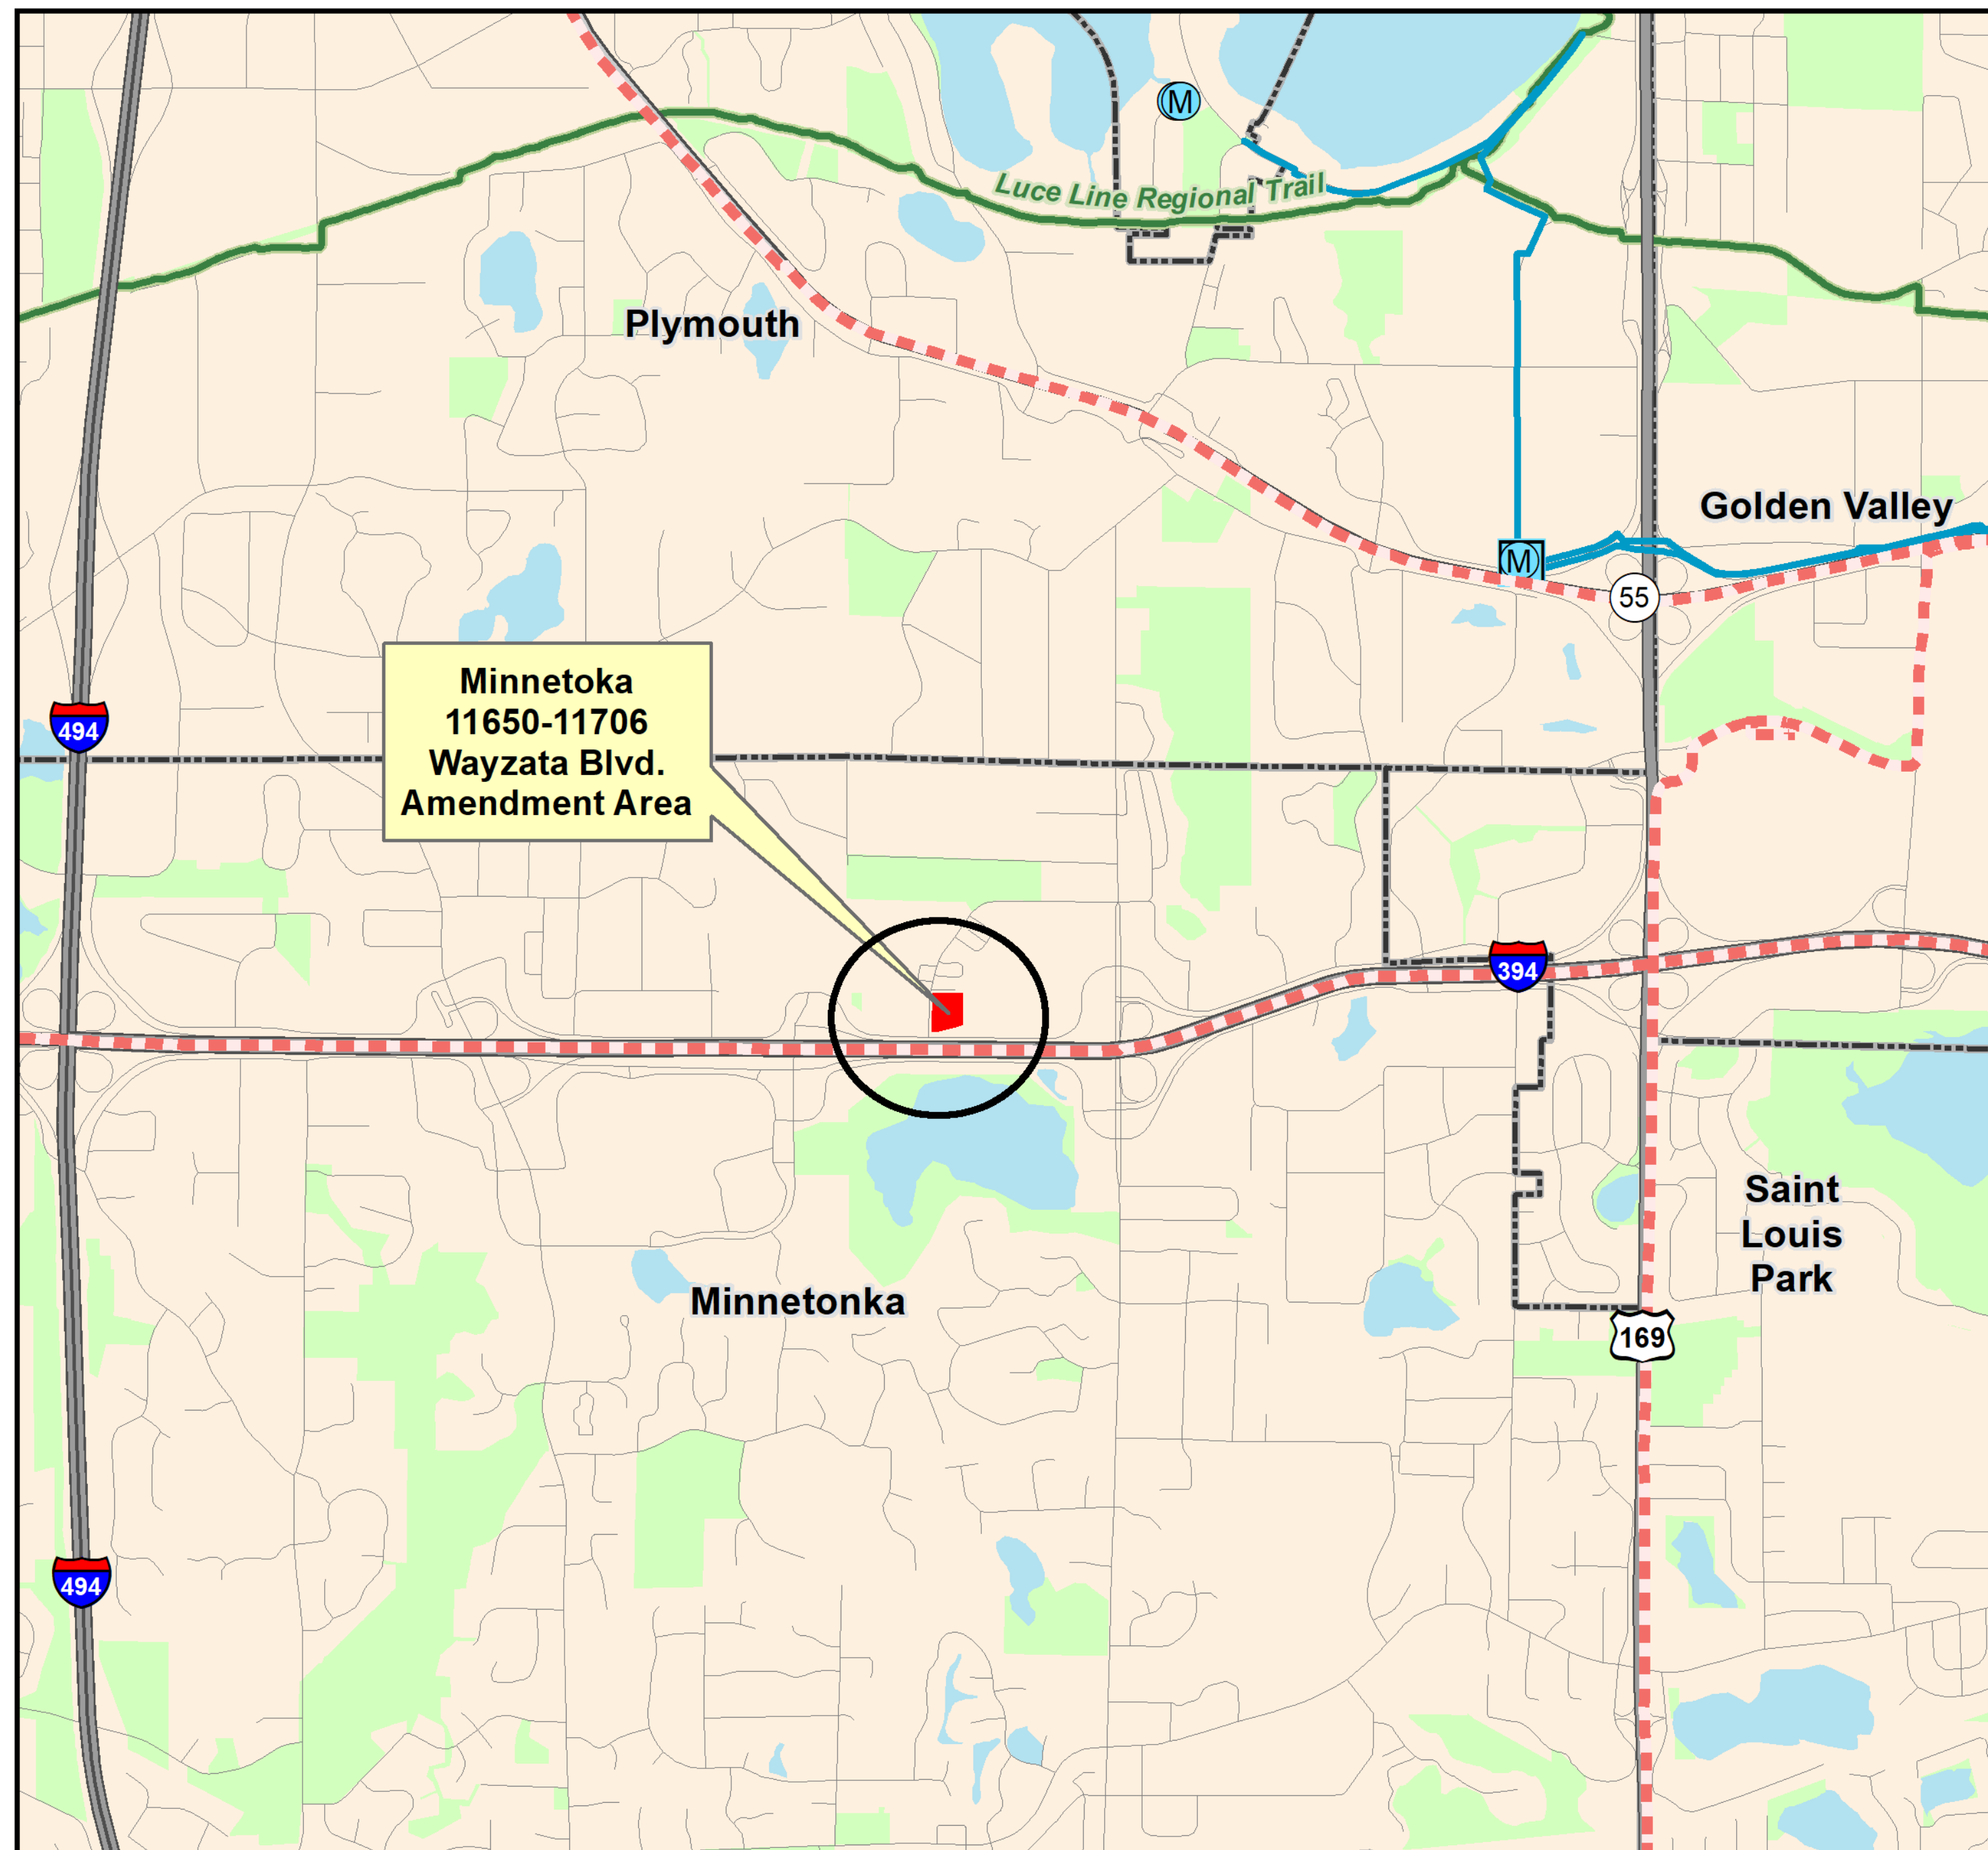 M
Luce Line Regional Trail
Plymouth
Golden Valley
M
55
Minnetoka
11650-11706
Wayzata Blvd.
Amendment Area
494
394
Saint
Louis
Park
Minnetonka
169
494